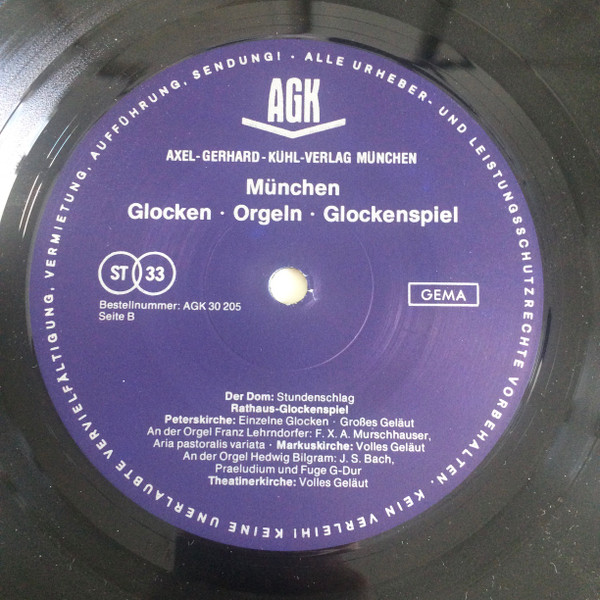 ALLE URHEBER- UND LEISTUNGSSCHUTZRECHTE VORBEHALTEN. KEIN VERLEIH! KEINE UNERLAUBTE VERVIELFÄLTIGUNG, VERMIETUNG, AUFFÜHRUNG, SENDUNG! ·
AGK
AXEL-GERHARD-KÜHL-VERLAG MÜNCHEN
München
Glocken · Orgeln · Glockenspiel
ST 33
GEMA
Bestellnummer: AGK 30 205
Seite B
Der Dom: Stundenschlag
Rathaus-Glockenspiel
Peterskirche: Einzelne Glocken · Großes Geläut
An der Orgel Franz Lehrndorfer: F. X. A. Murschhauser,
Aria pastoralis variata · Markuskirche: Volles Geläut
An der Orgel Hedwig Bilgram: J. S. Bach,
Praeludium und Fuge G-Dur
Theatinerkirche: Volles Geläut